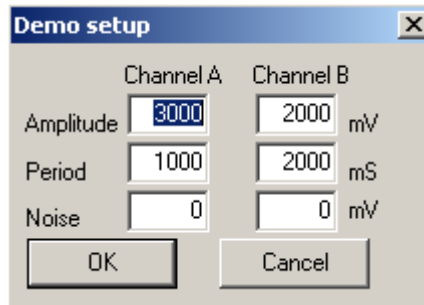 Demo setup
Channel A Channel B
Amplitude 3000 2000 mV
Period 1000 2000 mS
Noise 0 0 mV
OK Cancel